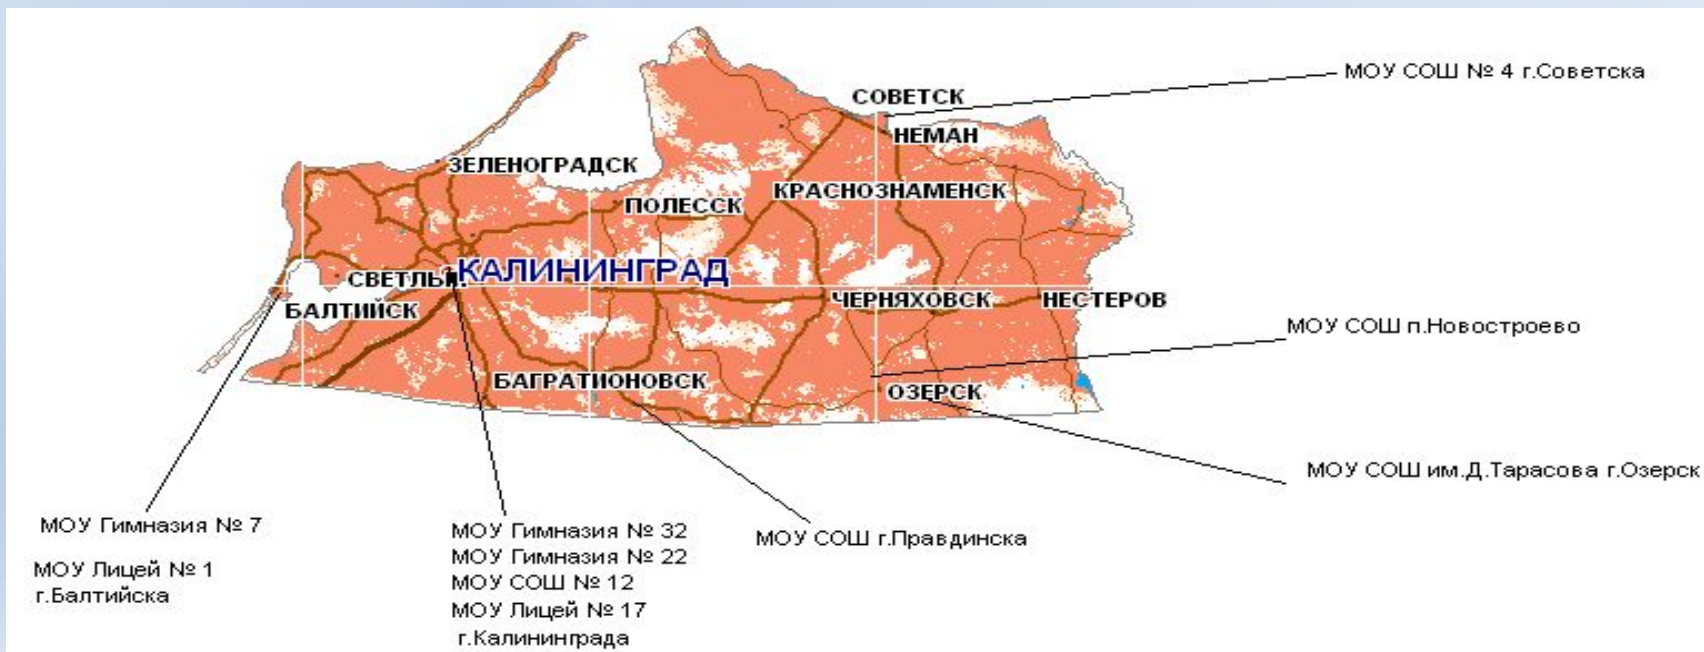 МОУ СОШ № 4 г.Советска
СОВЕТСК
НЕМАН
ЗЕЛЕНОГРАДСК
КРАСНОЗНАМЕНСК
ПОЛЕССК
КАЛИНИНГРАД
СВЕТЛЫЙ
БАЛТИЙСК
ЧЕРНЯХОВСК
НЕСТЕРОВ
МОУ СОШ п.Новостроево
БАГРАТИОНОВСК
ОЗЕРСК
МОУ СОШ им.Д.Тарасова г.Озерск
МОУ Гимназия № 7
МОУ Лицей № 1
г.Балтийска
МОУ Гимназия № 32
МОУ Гимназия № 22
МОУ СОШ № 12
МОУ Лицей № 17
г.Калининграда
МОУ СОШ г.Правдинска